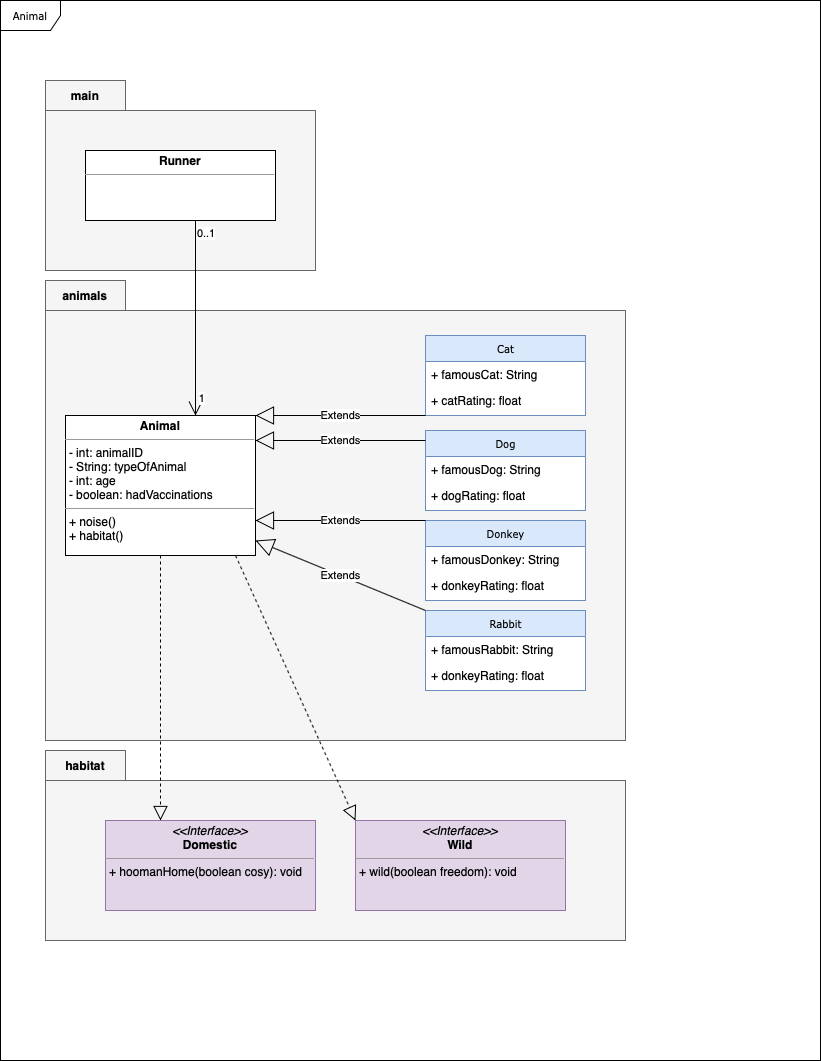 Animal
main
Runner
0..1
animals
1
Animal
- int: animalID
- String: typeOfAnimal
- int: age
- boolean: hadVaccinations
+ noise()
+ habitat()
Extends
Extends
Extends
Extends
Cat
+ famousCat: String
+ catRating: float
Dog
+ famousDog: String
+ dogRating: float
Donkey
+ famousDonkey: String
+ donkeyRating: float
Rabbit
+ famousRabbit: String
+ donkeyRating: float
habitat
<<Interface>>
Domestic
+ hoomanHome(boolean cosy): void
<<Interface>>
Wild
+ wild(boolean freedom): void